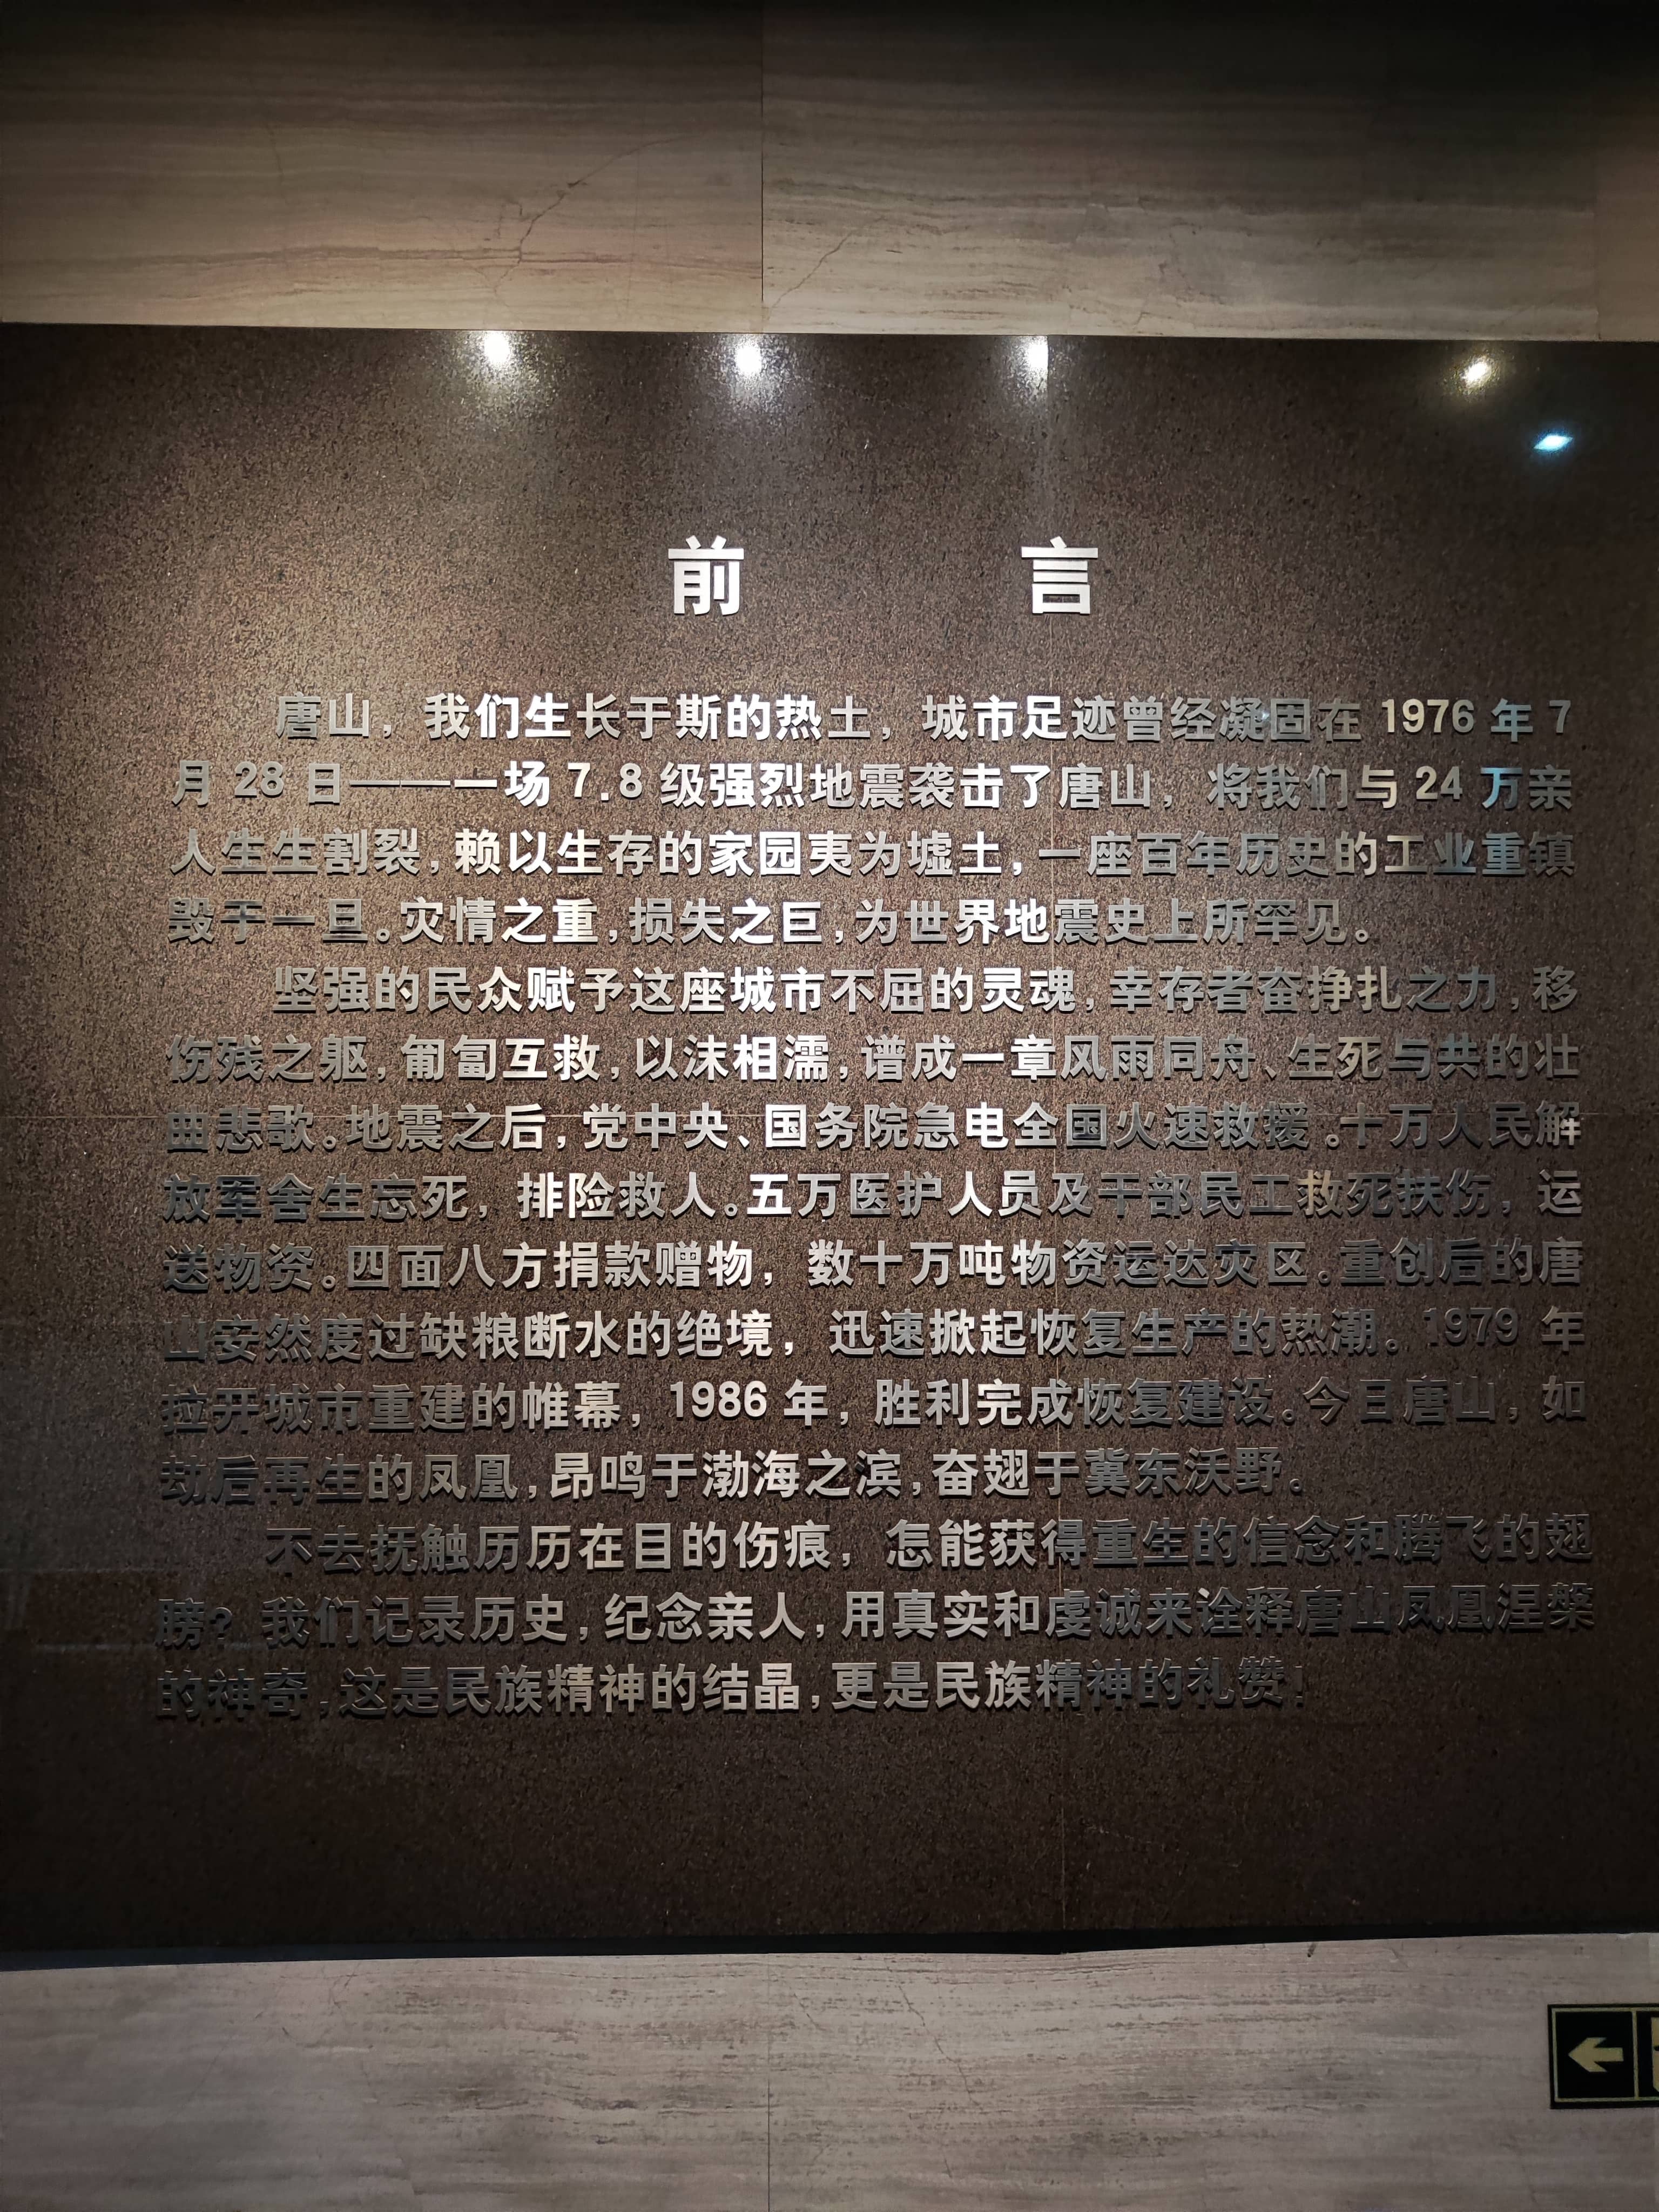 前 言
唐山，我们生长于斯的热土，城市足迹曾经凝固在 1976 年 7
月 28 日——一场 7.8 级强烈地震袭击了唐山，将我们与 24 万亲
人生生割裂，赖以生存的家园夷为墟土，一座百年历史的工业重镇
毁于一旦。灾情之重，损失之巨，为世界地震史上所罕见。
坚强的民众赋予这座城市不屈的灵魂，幸存者奋挣扎之力，移
伤残之躯，匍匐互救，以沫相濡，谱成一章风雨同舟、生死与共的壮
曲悲歌。地震之后，党中央、国务院急电全国火速救援。十万人民解
放军舍生忘死，排险救人。五万医护人员及干部民工救死扶伤，运
送物资。四面八方捐款赠物，数十万吨物资运达灾区。重创后的唐
山安然度过缺粮断水的绝境，迅速掀起恢复生产的热潮。1979 年
拉开城市重建的帷幕，1986 年，胜利完成恢复建设。今日唐山，如
劫后再生的凤凰，昂鸣于渤海之滨，奋翅于冀东沃野。
不去抚触历历在目的伤痕，怎能获得重生的信念和腾飞的翅
膀？我们记录历史，纪念亲人，用真实和虔诚来诠释唐山凤凰涅槃
的神奇，这是民族精神的结晶，更是民族精神的礼赞！